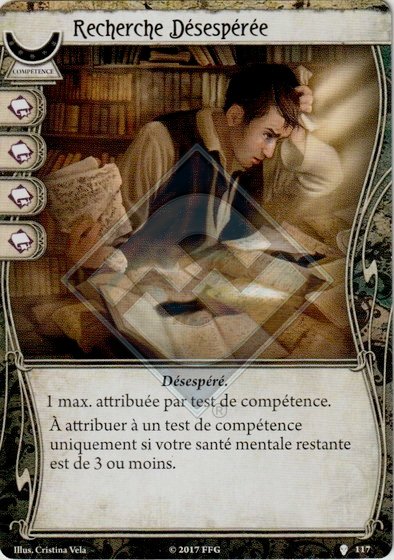 Recherche Désespérée
COMPÉTENCE
Désespéré.
1 max. attribuée par test de compétence.
À attribuer à un test de compétence
uniquement si votre santé mentale restante
est de 3 ou moins.
®
Illus. Cristina Vela
© 2017 FFG
117